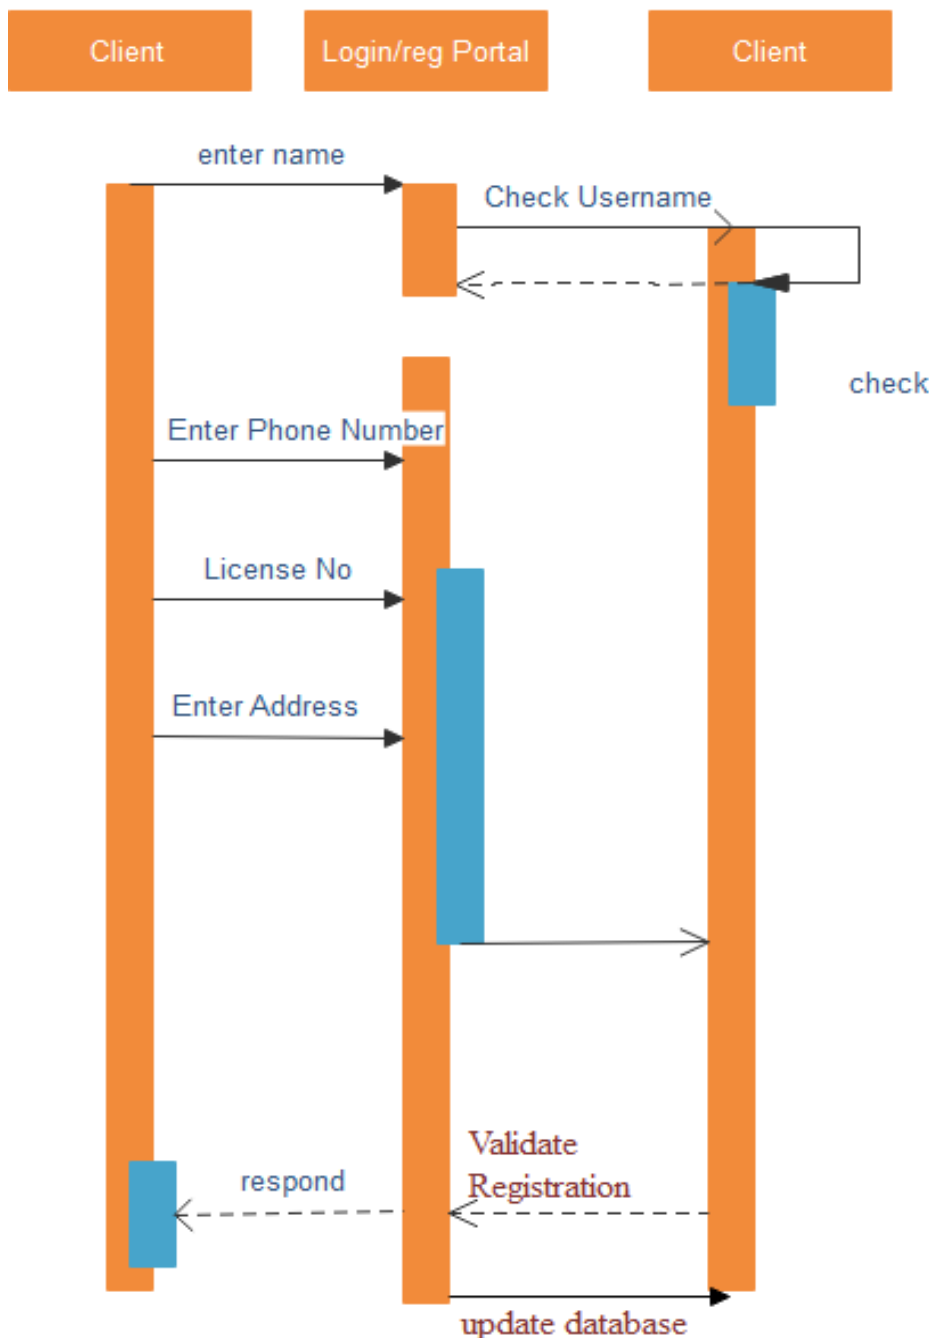 Client
Login/reg Portal
Client
enter name
Check Username
check
Enter Phone Number
License No
Enter Address
Validate
Registration
respond
update database